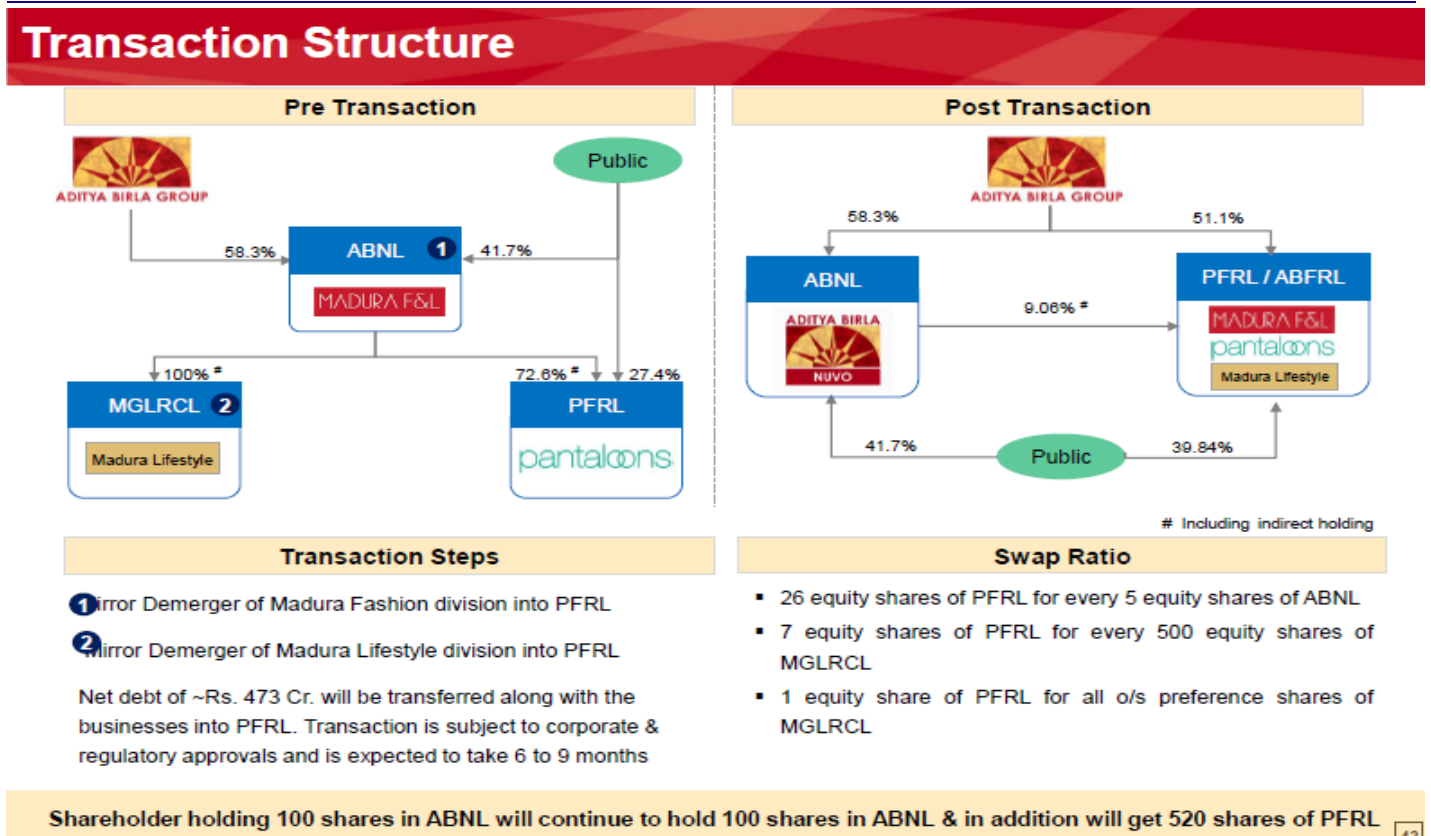 Transaction Structure
Pre Transaction
Public
ADITYA BIRLA GROUP
58.3%
ABNL 1
41.7%
MADURA F&L
100% #
72.6% #
27.4%
MGLRCL 2
Madura Lifestyle
PFRL
pantaloons
Post Transaction
ADITYA BIRLA GROUP
58.3%
51.1%
ABNL
ADITYA BIRLA
NUVO
9.06% #
PFRL / ABFRL
MADURA F&L
pantaloons
Madura Lifestyle
41.7%
Public
39.84%
# Including indirect holding
Transaction Steps
1 irror Demerger of Madura Fashion division into PFRL
2 Mirror Demerger of Madura Lifestyle division into PFRL
Net debt of ~Rs. 473 Cr. will be transferred along with the
businesses into PFRL. Transaction is subject to corporate &
regulatory approvals and is expected to take 6 to 9 months
Swap Ratio
▪ 26 equity shares of PFRL for every 5 equity shares of ABNL
▪ 7 equity shares of PFRL for every 500 equity shares of
MGLRCL
▪ 1 equity share of PFRL for all o/s preference shares of
MGLRCL
Shareholder holding 100 shares in ABNL will continue to hold 100 shares in ABNL & in addition will get 520 shares of PFRL